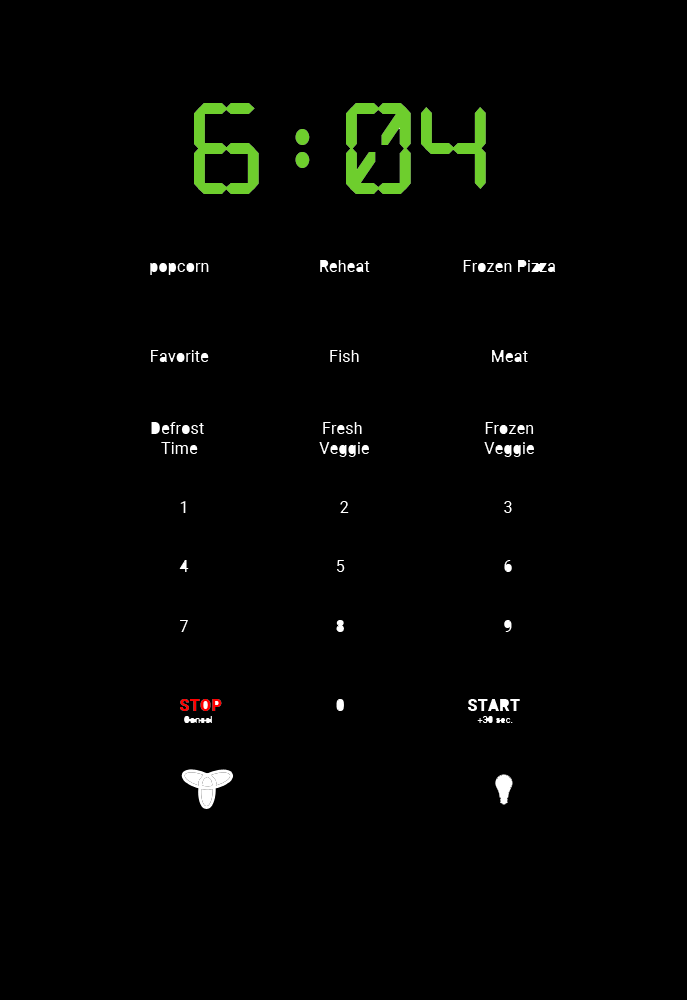 6:04
popcorn Reheat Frozen Pizza
Favorite Fish Meat
Defrost Fresh Frozen
Time Veggie Veggie
1 2 3
4 5 6
7 8 9
STOP 0 START
Cancel +30 sec.